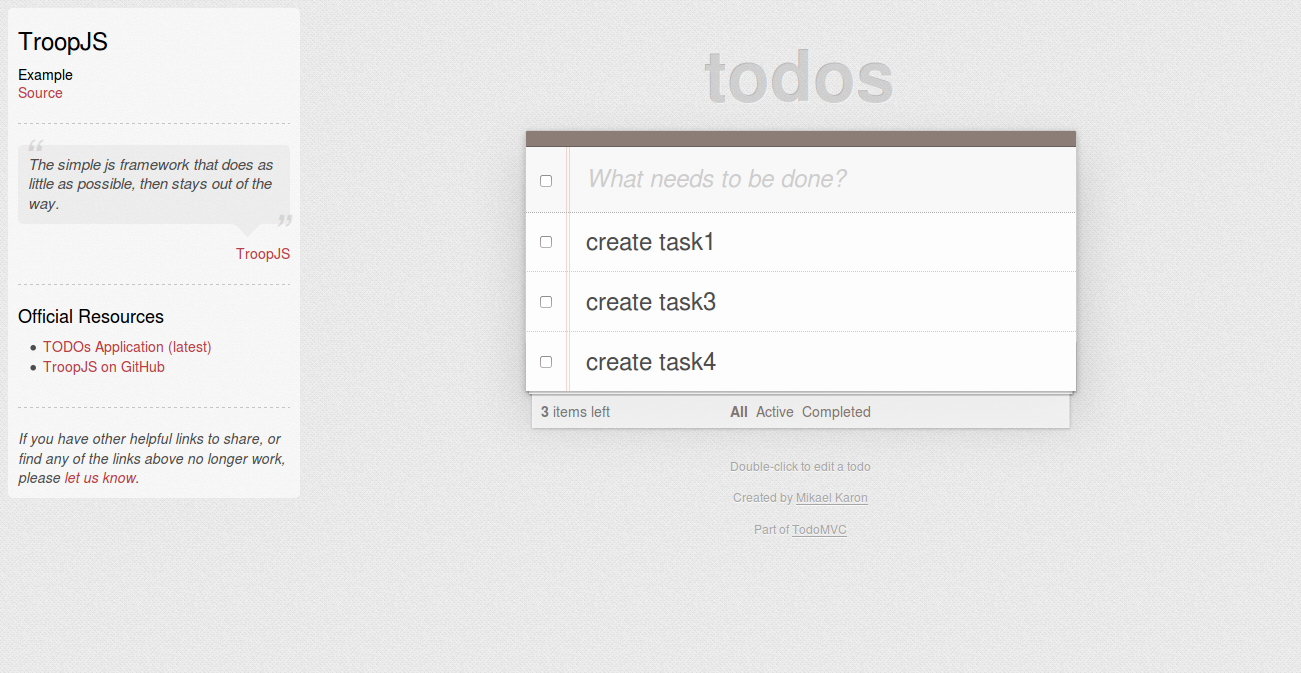 TroopJS
Example
Source
“
The simple js framework that does as
little as possible, then stays out of the
way.
”
TroopJS
Official Resources
• TODOs Application (latest)
• TroopJS on GitHub
If you have other helpful links to share, or
find any of the links above no longer work,
please let us know.
todos
What needs to be done?
create task1
create task3
create task4
3 items left All Active Completed
Double-click to edit a todo
Created by Mikael Karon
Part of TodoMVC